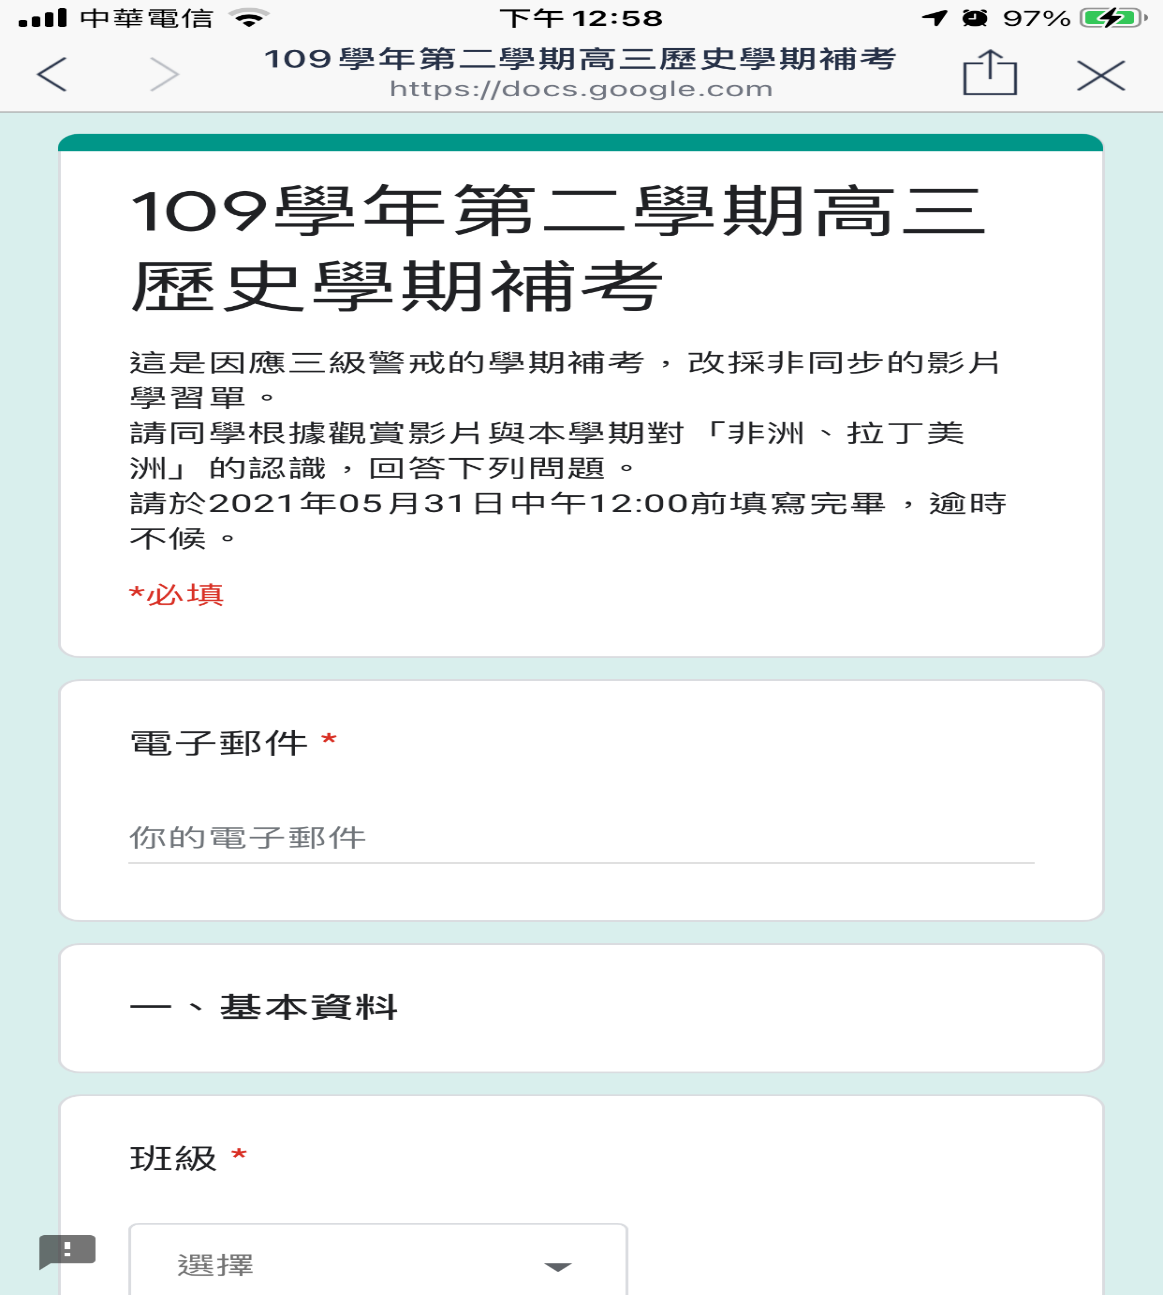 中華電信 下午12:58 97%
109學年第二學期高三歷史學期補考
https://docs.google.com
109學年第二學期高三
歷史學期補考
這是因應三級警戒的學期補考，改採非同步的影片
學習單。
請同學根據觀賞影片與本學期對「非洲、拉丁美
洲」的認識，回答下列問題。
請於2021年05月31日中午12:00前填寫完畢，逾時
不候。
*必填
電子郵件 *
你的電子郵件
一、基本資料
班級 *
選擇